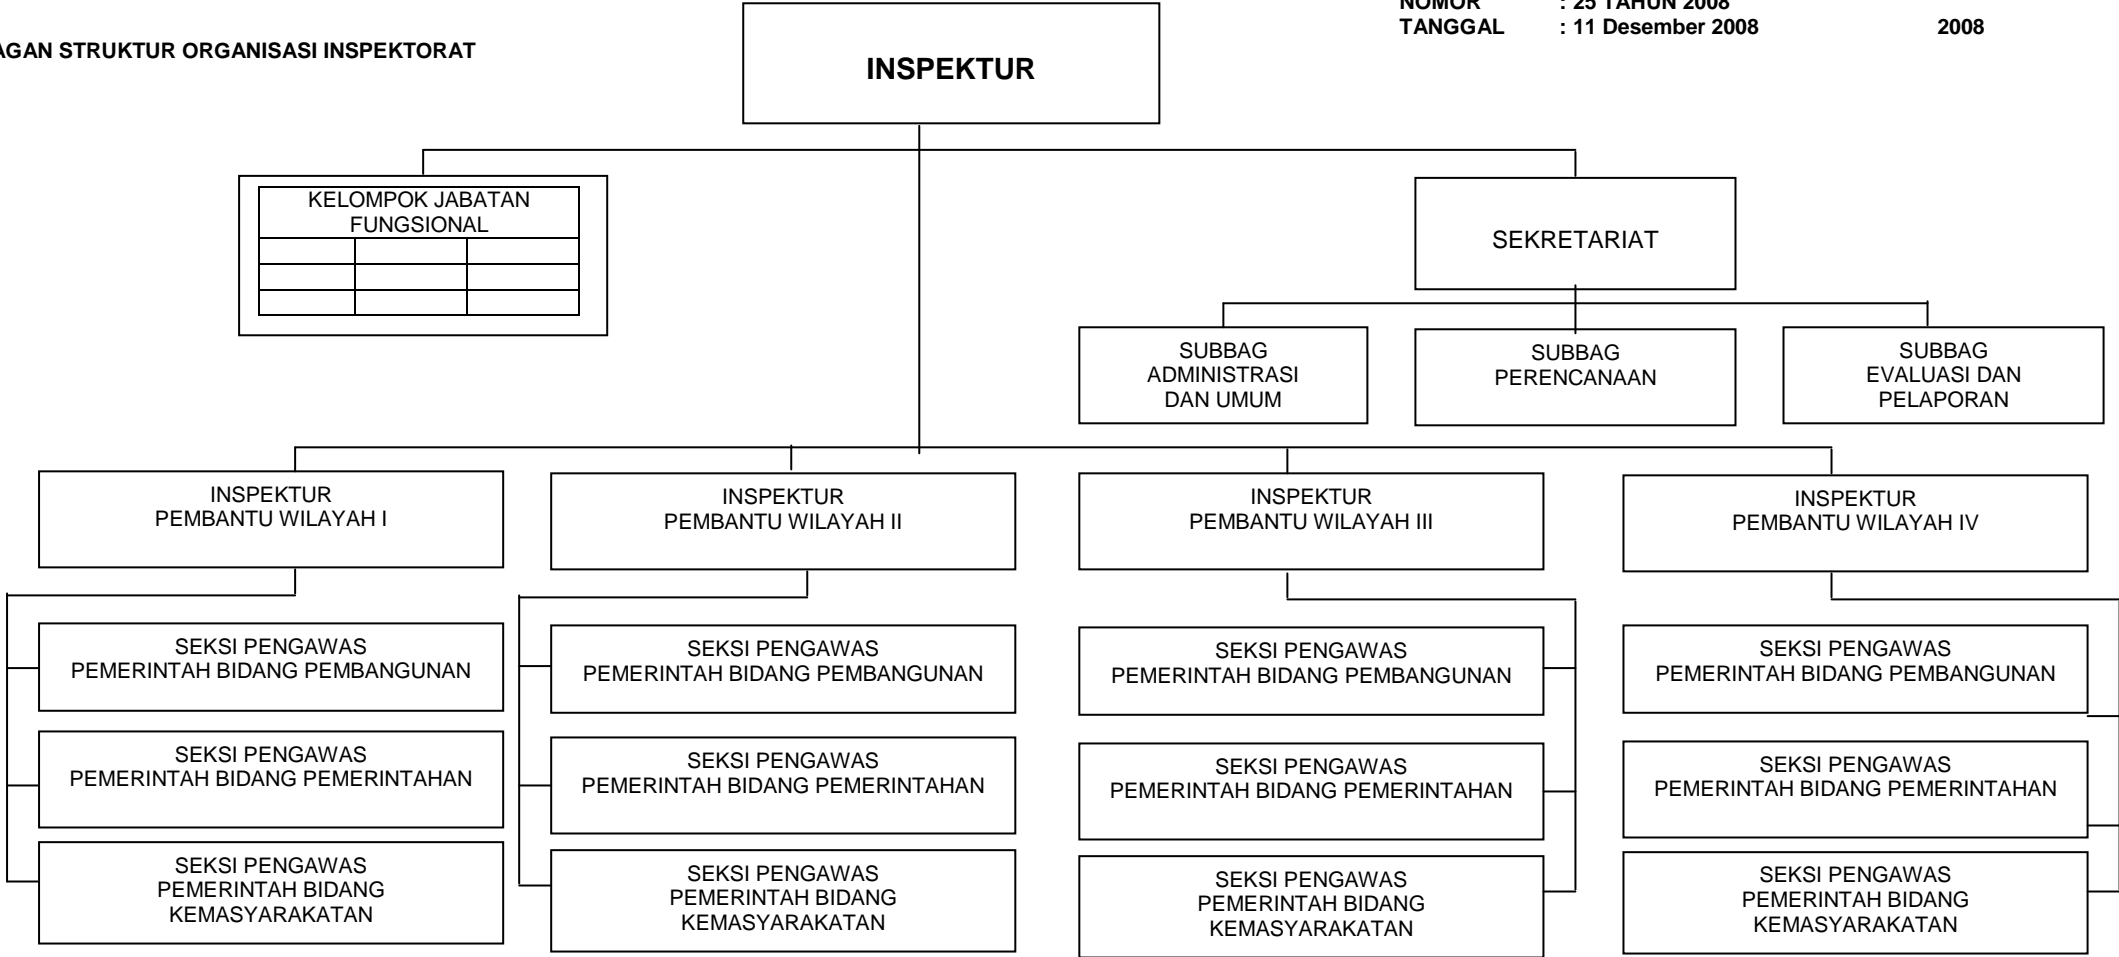 NOMOR : 25 TAHUN 2008
TANGGAL : 11 Desember 2008 2008
AGAN STRUKTUR ORGANISASI INSPEKTORAT
INSPEKTUR
KELOMPOK JABATAN
FUNGSIONAL
SEKRETARIAT
SUBBAG
ADMINISTRASI
DAN UMUM
SUBBAG
PERENCANAAN
SUBBAG
EVALUASI DAN
PELAPORAN
INSPEKTUR
PEMBANTU WILAYAH I
INSPEKTUR
PEMBANTU WILAYAH II
INSPEKTUR
PEMBANTU WILAYAH III
INSPEKTUR
PEMBANTU WILAYAH IV
SEKSI PENGAWAS
PEMERINTAH BIDANG PEMBANGUNAN
SEKSI PENGAWAS
PEMERINTAH BIDANG PEMBANGUNAN
SEKSI PENGAWAS
PEMERINTAH BIDANG PEMBANGUNAN
SEKSI PENGAWAS
PEMERINTAH BIDANG PEMBANGUNAN
SEKSI PENGAWAS
PEMERINTAH BIDANG PEMERINTAHAN
SEKSI PENGAWAS
PEMERINTAH BIDANG PEMERINTAHAN
SEKSI PENGAWAS
PEMERINTAH BIDANG PEMERINTAHAN
SEKSI PENGAWAS
PEMERINTAH BIDANG PEMERINTAHAN
SEKSI PENGAWAS
PEMERINTAH BIDANG
KEMASYARAKATAN
SEKSI PENGAWAS
PEMERINTAH BIDANG
KEMASYARAKATAN
SEKSI PENGAWAS
PEMERINTAH BIDANG
KEMASYARAKATAN
SEKSI PENGAWAS
PEMERINTAH BIDANG
KEMASYARAKATAN